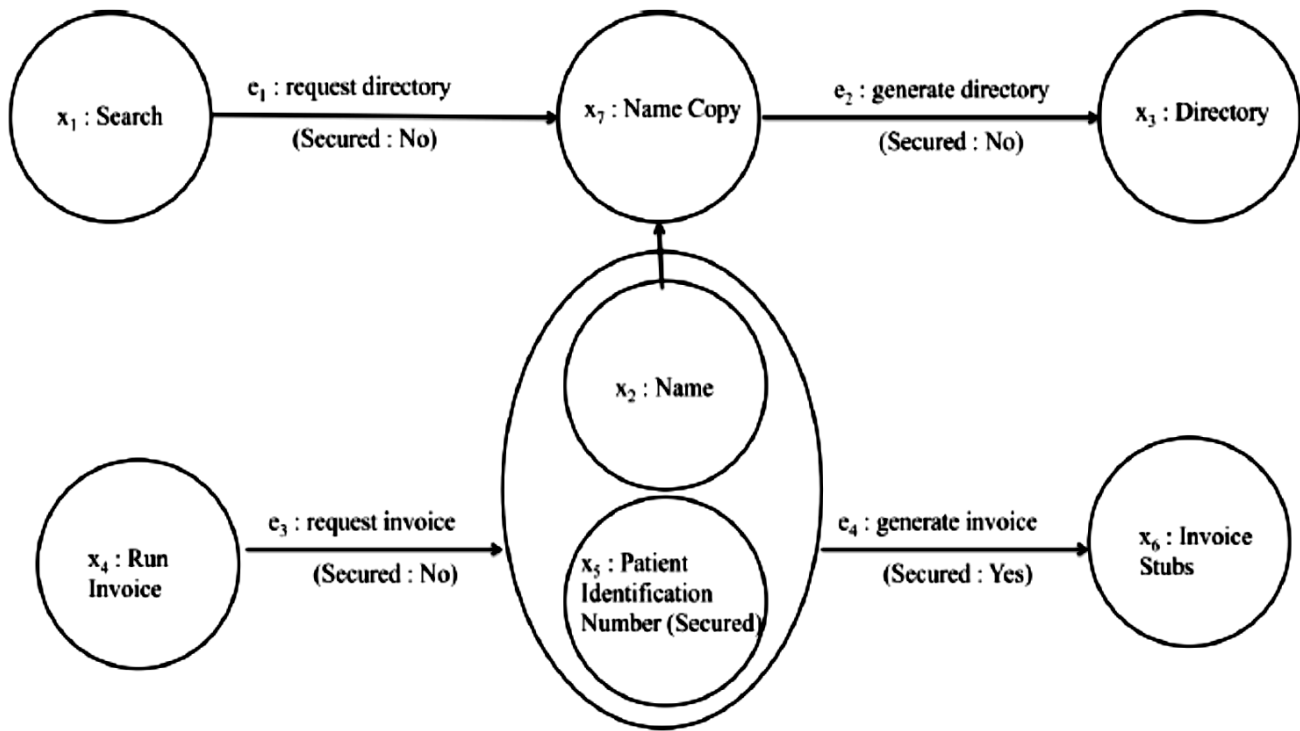 x₁ : Search
e₁ : request directory
(Secured : No)
x₇ : Name Copy
e₂ : generate directory
(Secured : No)
x₃ : Directory
x₂ : Name
x₄ : Run
Invoice
e₃ : request invoice
(Secured : No)
x₅ : Patient
Identification
Number (Secured)
e₄ : generate invoice
(Secured : Yes)
x₆ : Invoice
Stubs